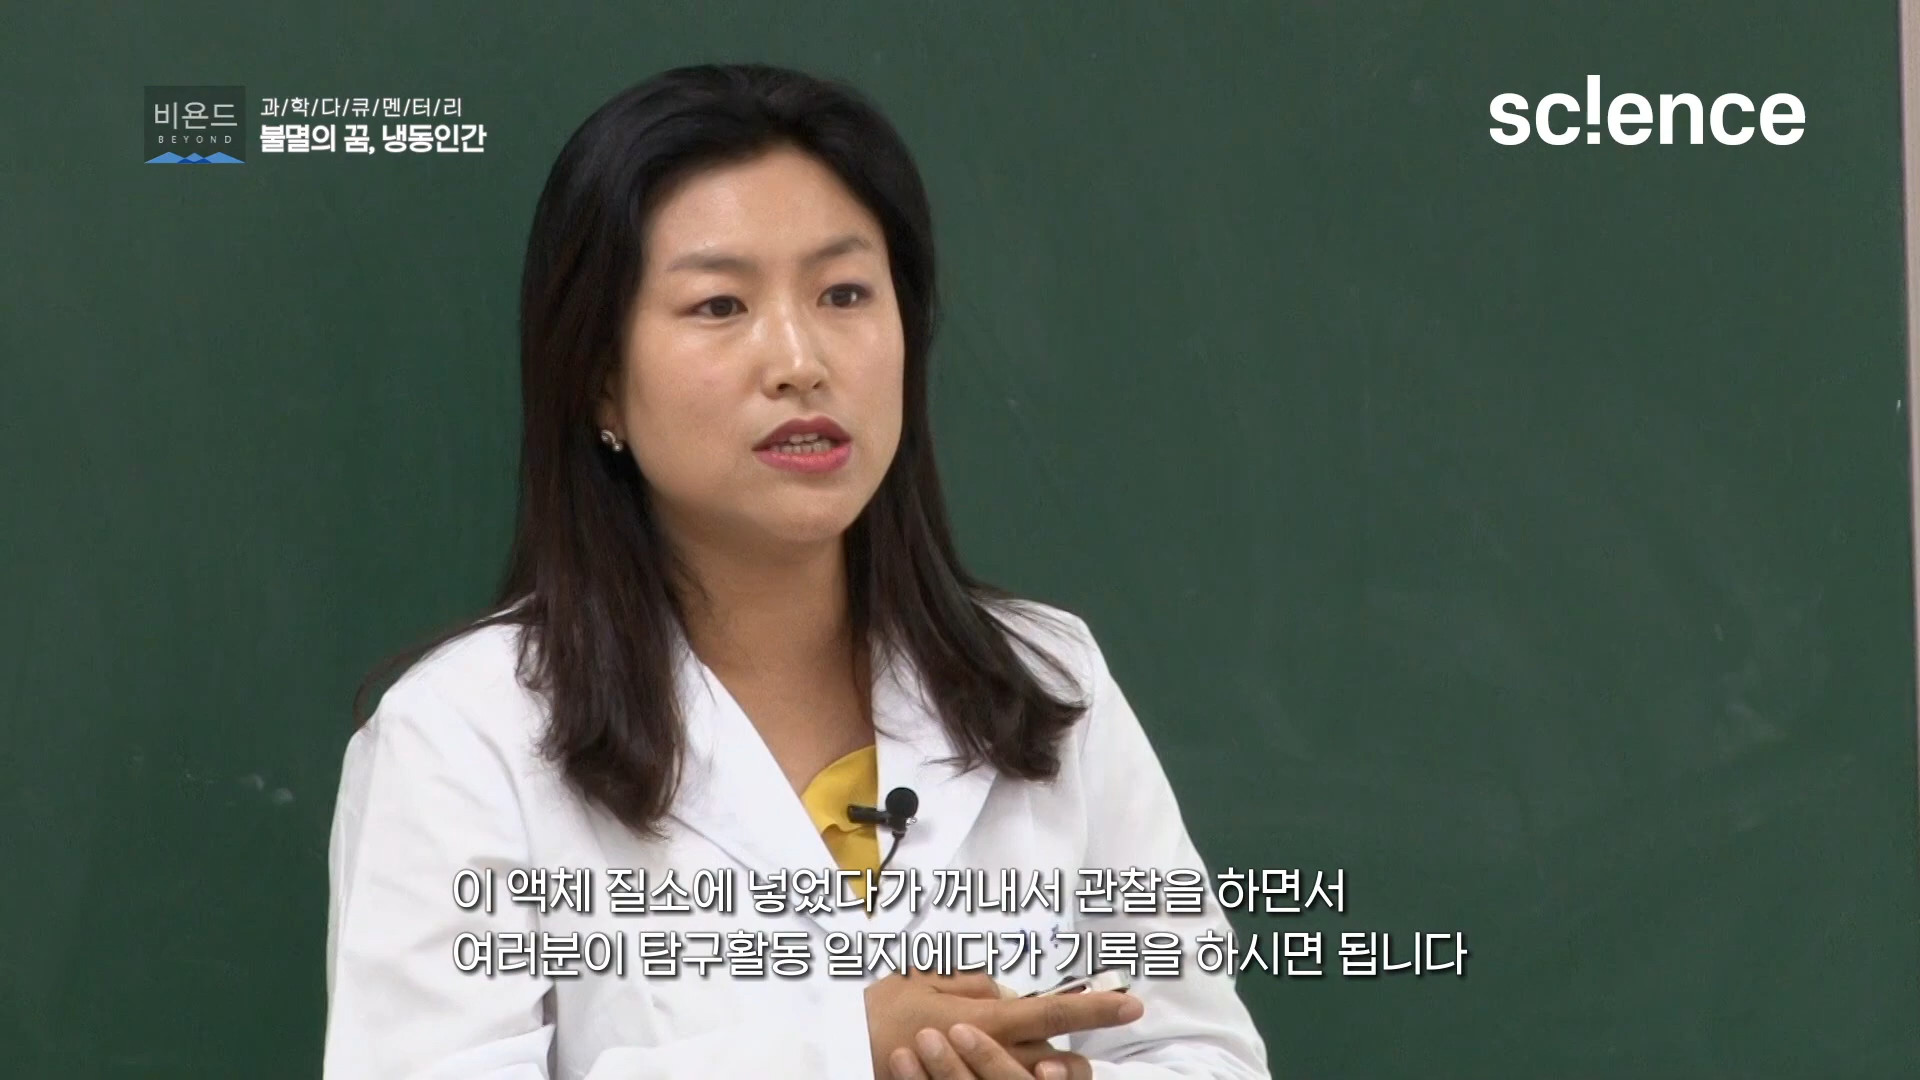 비욘드
BEYOND
과/학/다/큐/멘/터/리
불멸의 꿈, 냉동인간
sc!ence
이 액체 질소에 넣었다가 꺼내서 관찰을 하면서
여러분이 탐구활동 일지에다가 기록을 하시면 됩니다